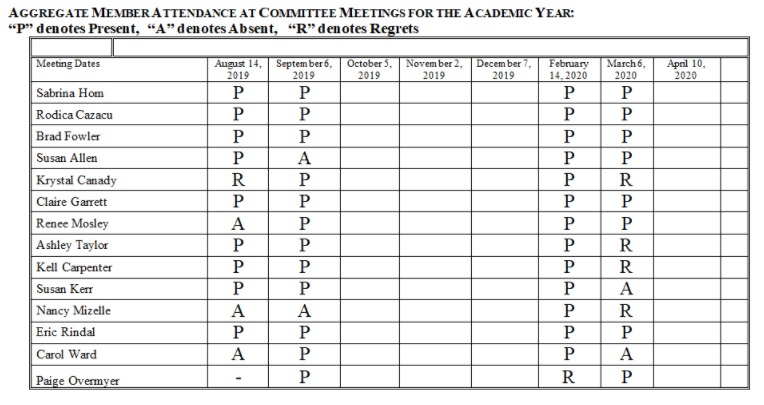 AGGREGATE MEMBER ATTENDANCE AT COMMITTEE MEETINGS FOR THE ACADEMIC YEAR:
“P” denotes Present, “A” denotes Absent, “R” denotes Regrets
Meeting Dates August 14, 2019 September 6, 2019 October 5, 2019 November 2, 2019 December 7, 2019 February 14, 2020 March 6, 2020 April 10, 2020
Sabrina Hom P P P P
Rodica Cazacu P P P P
Brad Fowler P P P P
Susan Allen P A P P
Krystal Canady R P P R
Claire Garrett P P P P
Renee Mosley A P P P
Ashley Taylor P P P R
Kell Carpenter P P P R
Susan Kerr P P P A
Nancy Mizelle A A P R
Eric Rindal P P P P
Carol Ward A P P A
Paige Overmyer - P R P